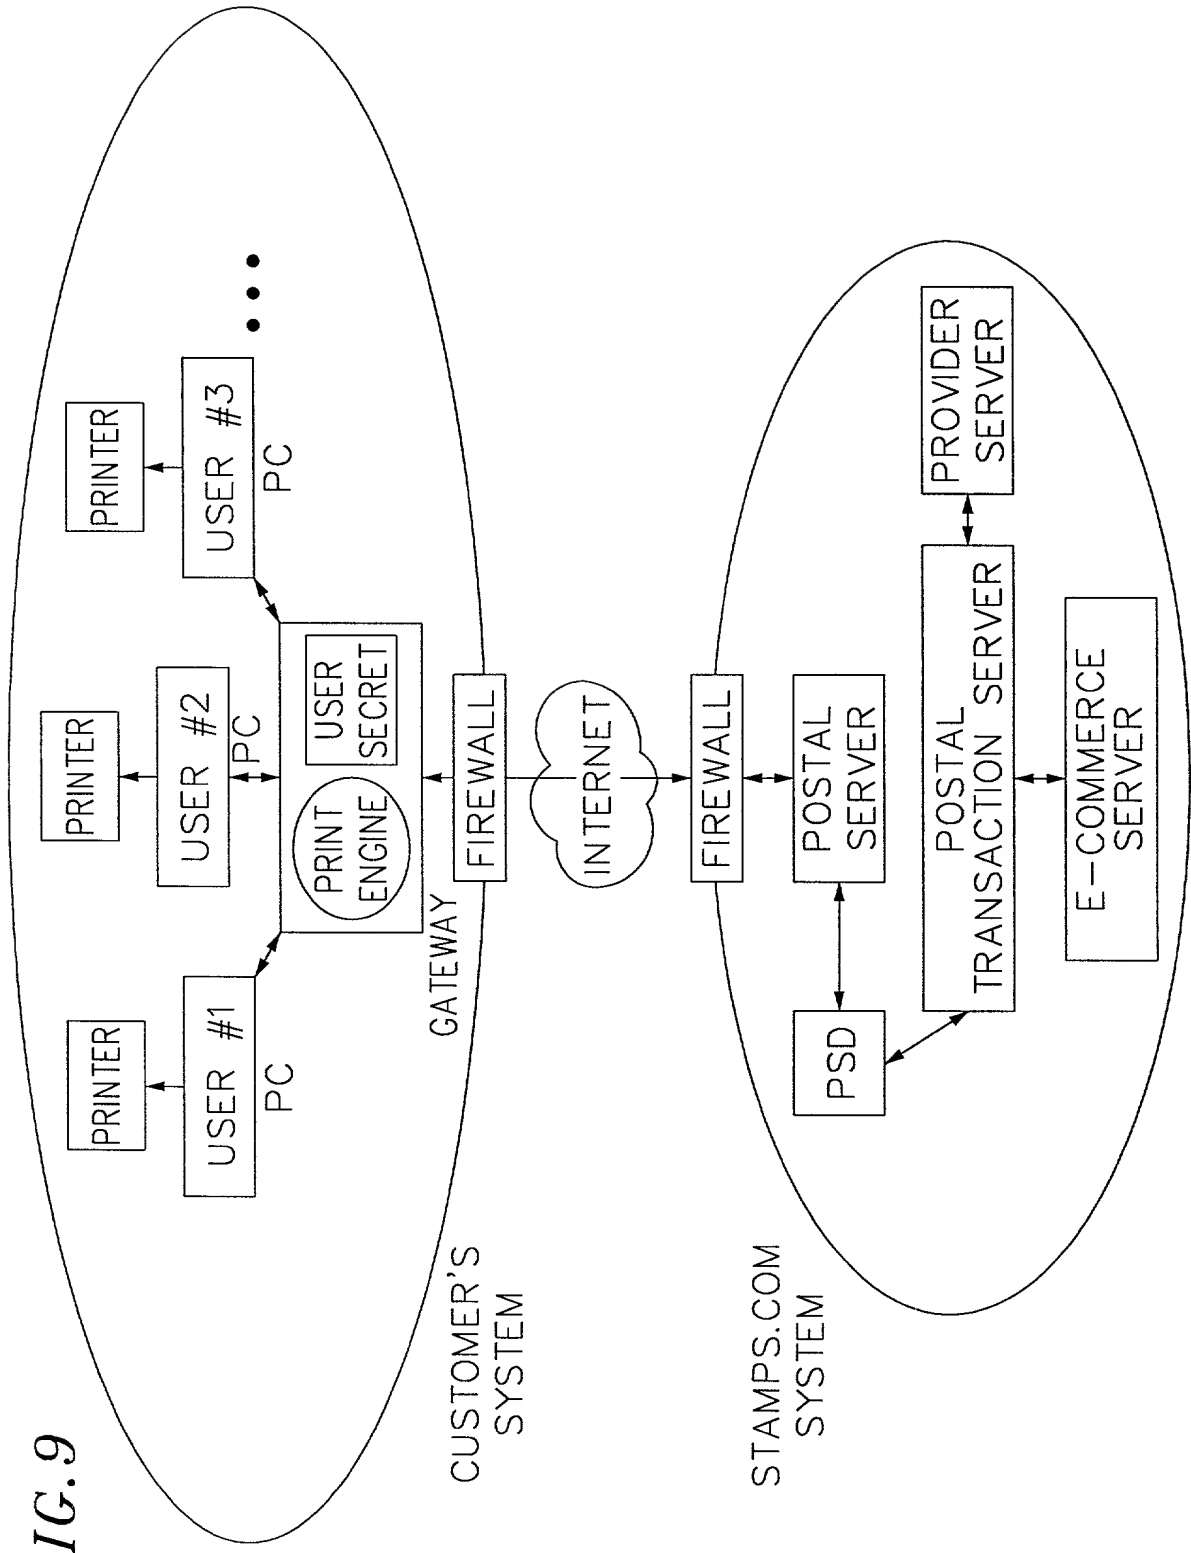 IG. 9
PRINTER
PRINTER
PRINTER
USER #1
PC
USER #2
PC
USER #3
PC
PRINT
ENGINE
USER
SECRET
GATEWAY
FIREWALL
CUSTOMER'S
SYSTEM
INTERNET
STAMPS.COM
SYSTEM
FIREWALL
PSD
POSTAL
SERVER
POSTAL
TRANSACTION SERVER
PROVIDER
SERVER
E-COMMERCE
SERVER